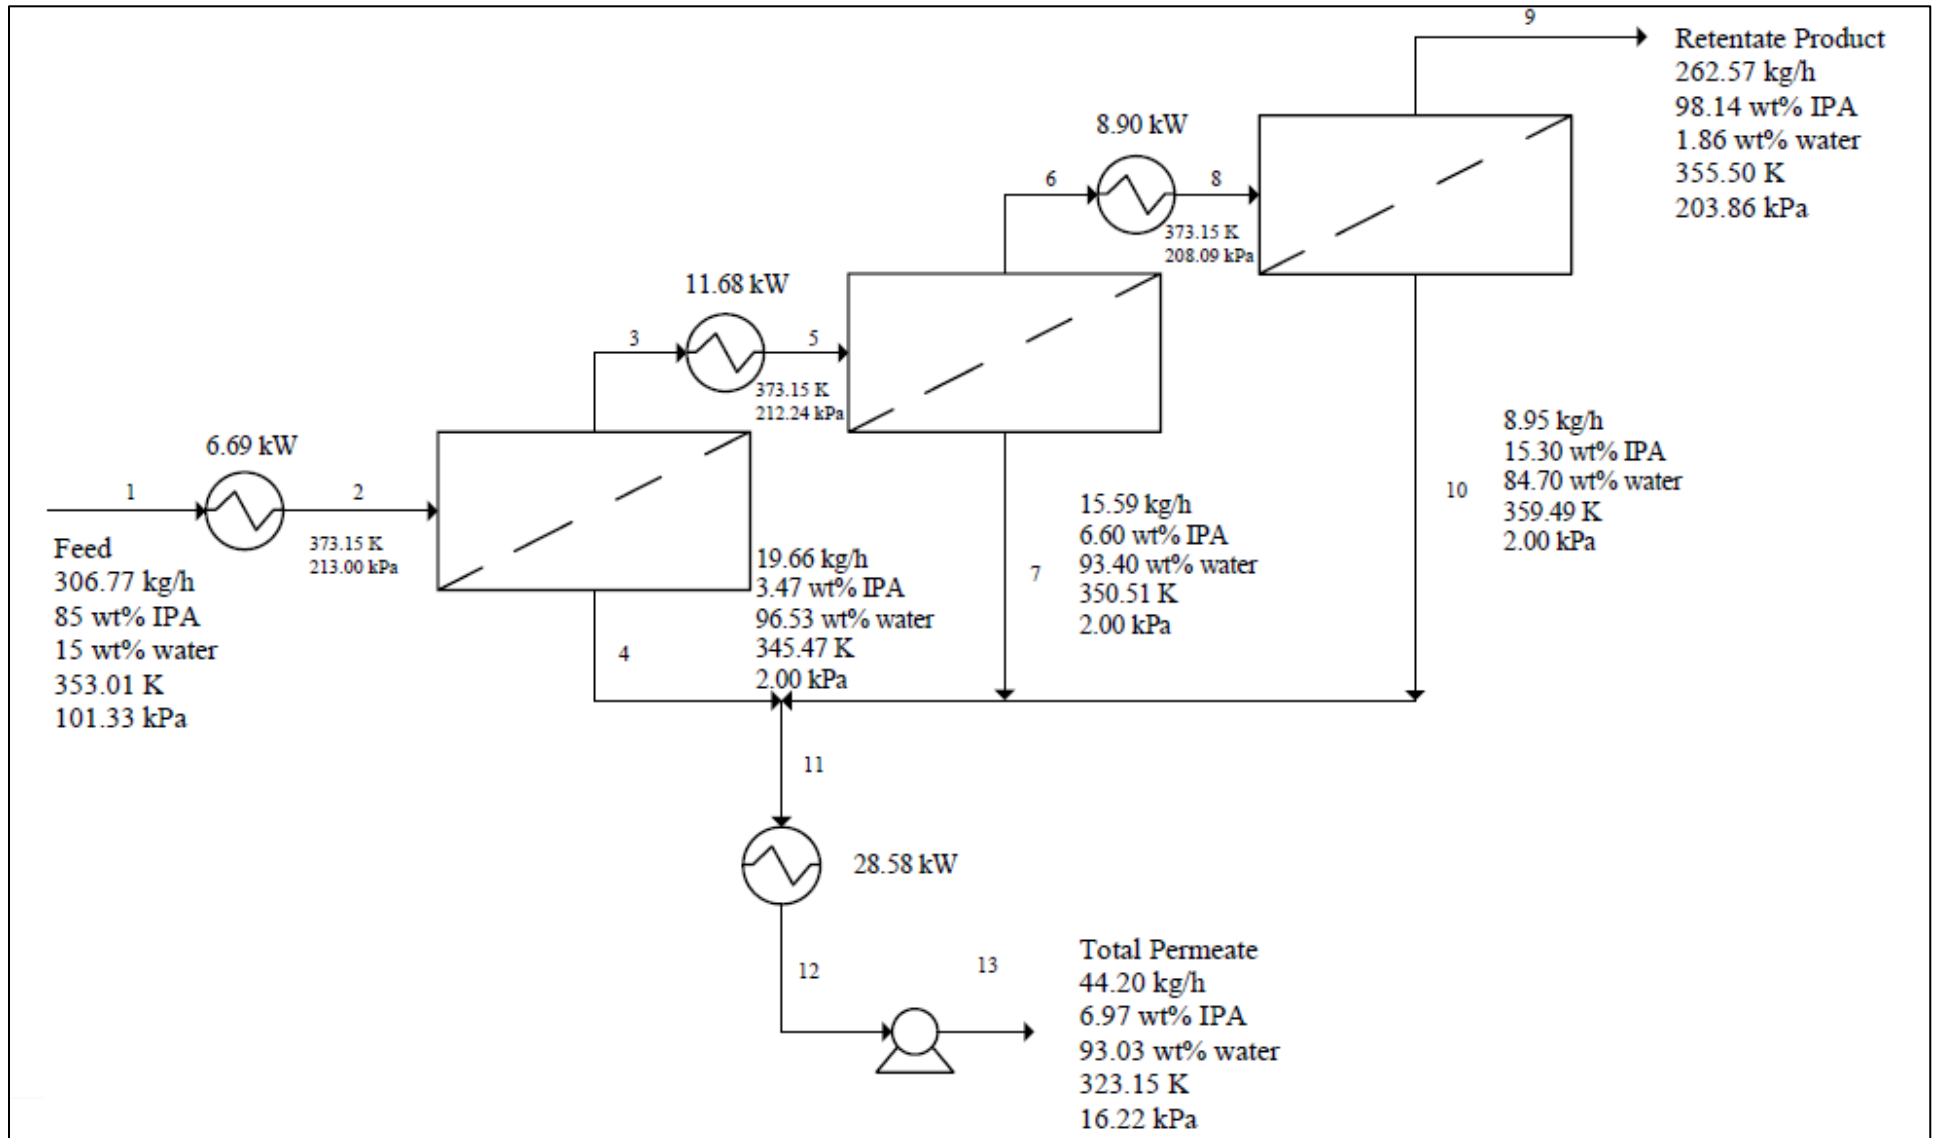 9
Retentate Product
262.57 kg/h
98.14 wt% IPA
1.86 wt% water
355.50 K
203.86 kPa
8.90 kW
6
8
373.15 K
208.09 kPa
11.68 kW
3
5
373.15 K
212.24 kPa
6.69 kW
1
2
373.15 K
213.00 kPa
Feed
306.77 kg/h
85 wt% IPA
15 wt% water
353.01 K
101.33 kPa
4
19.66 kg/h
3.47 wt% IPA
96.53 wt% water
345.47 K
2.00 kPa
7
15.59 kg/h
6.60 wt% IPA
93.40 wt% water
350.51 K
2.00 kPa
10
8.95 kg/h
15.30 wt% IPA
84.70 wt% water
359.49 K
2.00 kPa
11
28.58 kW
12
13
Total Permeate
44.20 kg/h
6.97 wt% IPA
93.03 wt% water
323.15 K
16.22 kPa